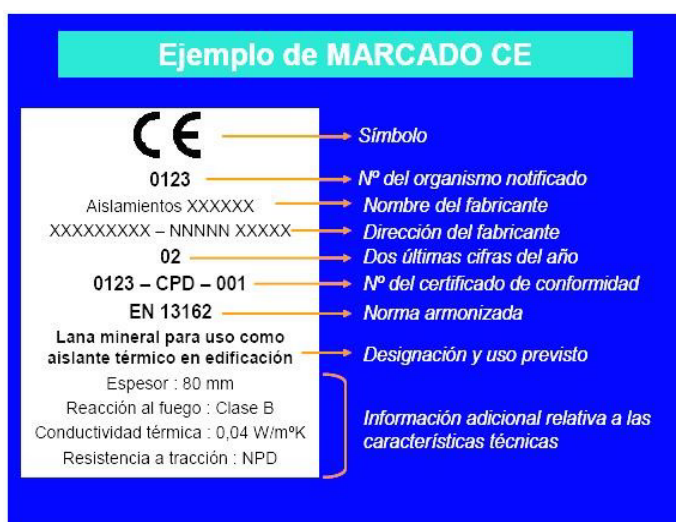 Ejemplo de MARCADO CE
CE
Símbolo
0123
Nº del organismo notificado
Aislamientos XXXXXX
Nombre del fabricante
XXXXXXXXX – NNNNN XXXXX
Dirección del fabricante
02
Dos últimas cifras del año
0123 – CPD – 001
Nº del certificado de conformidad
EN 13162
Norma armonizada
Lana mineral para uso como
aislante térmico en edificación
Designación y uso previsto
Espesor : 80 mm
Reacción al fuego : Clase B
Conductividad térmica : 0,04 W/mºK
Resistencia a tracción : NPD
Información adicional relativa a las
características técnicas